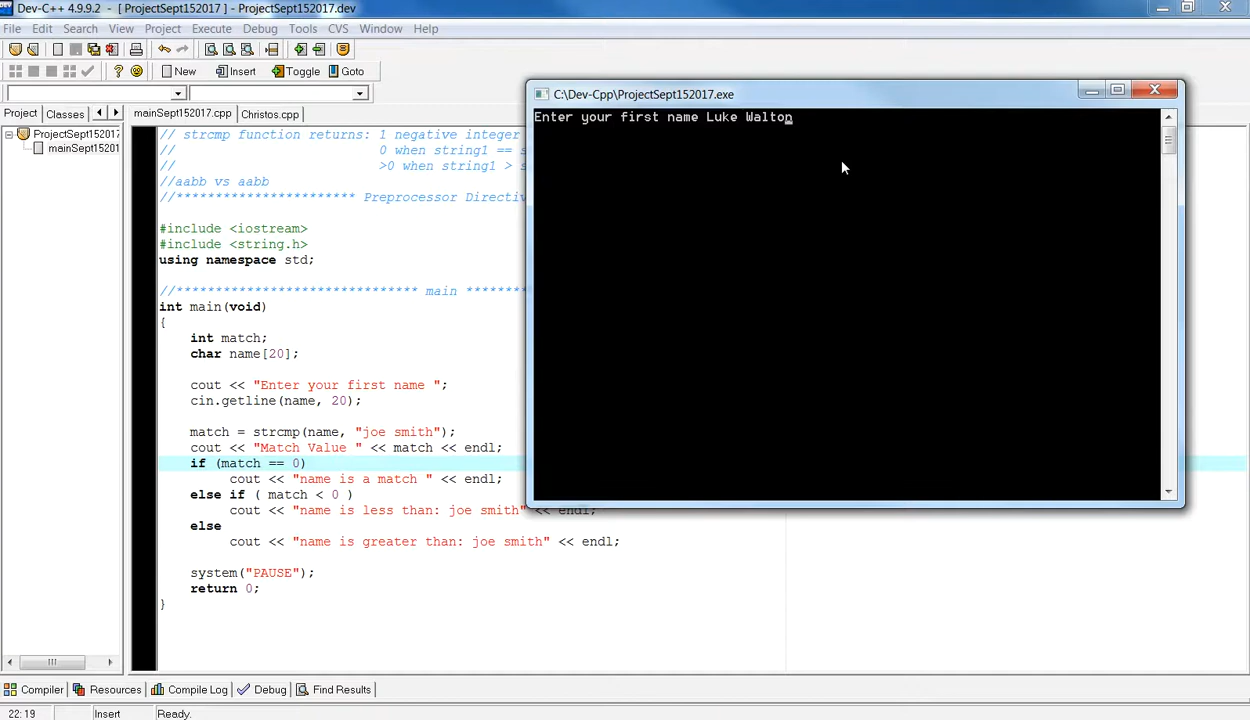 Dev-C++ 4.9.9.2 - [ ProjectSept152017 ] - ProjectSept152017.dev
File Edit Search View Project Execute Debug Tools CVS Window Help
New Insert Toggle Goto
Project Classes mainSept152017.cpp Christos.cpp
ProjectSept152017
mainSept152017
// strcmp function returns: 1 negative integer
// 0 when string1 == s
// >0 when string1 > s
//aabb vs aabb
//*********************** Preprocessor Directiv
#include <iostream>
#include <string.h>
using namespace std;
//****************************** main ********
int main(void)
{
int match;
char name[20];
cout << "Enter your first name ";
cin.getline(name, 20);
match = strcmp(name, "joe smith");
cout << "Match Value " << match << endl;
if (match == 0)
cout << "name is a match " << endl;
else if ( match < 0 )
cout << "name is less than: joe smith" << endl;
else
cout << "name is greater than: joe smith" << endl;
system("PAUSE");
return 0;
}
C:\Dev-Cpp\ProjectSept152017.exe
Enter your first name Luke Walton
Compiler Resources Compile Log Debug Find Results
22:19 Insert Ready.